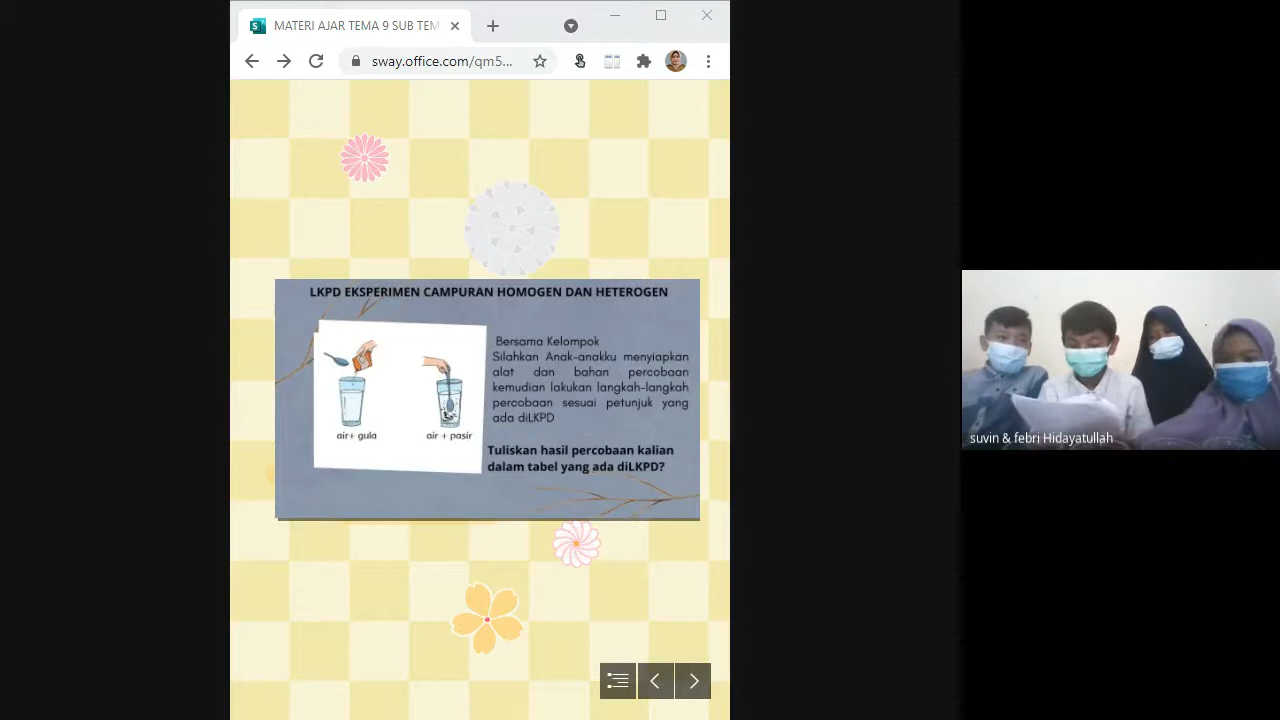 MATERI AJAR TEMA 9 SUB TEM
sway.office.com/qm5...
LKPD EKSPERIMEN CAMPURAN HOMOGEN DAN HETEROGEN
air+ gula
air + pasir
Bersama Kelompok
Silahkan Anak-anakku menyiapkan
alat dan bahan percobaan
kemudian lakukan langkah-langkah
percobaan sesuai petunjuk yang
ada diLKPD
Tuliskan hasil percobaan kalian
dalam tabel yang ada diLKPD?
suvin & febri Hidayatullah